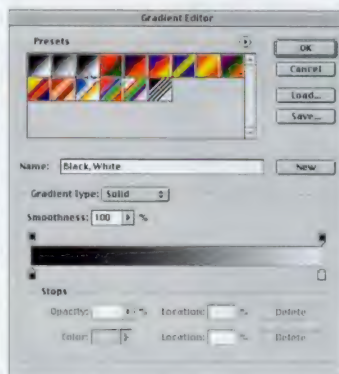 Gradient Editor
Presets
OK
Cancel
Load...
Save...
Name: Black, White
New
Gradient Type: Solid
Smoothness: 100 %
Stops
Opacity: % Location: % Delete
Color: Location: % Delete